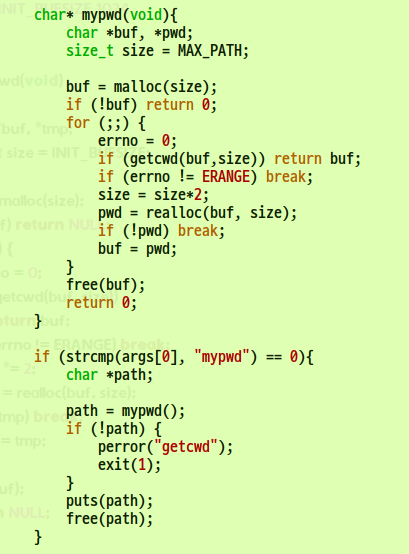 char* mypwd(void){
    char *buf, *pwd;
    size_t size = MAX_PATH;

    buf = malloc(size);
    if (!buf) return 0;
    for (;;) {
        errno = 0;
        if (getcwd(buf,size)) return buf;
        if (errno != ERANGE) break;
        size = size*2;
        pwd = realloc(buf, size);
        if (!pwd) break;
        buf = pwd;
    }
    free(buf);
    return 0;
}

if (strcmp(args[0], "mypwd") == 0){
    char *path;

    path = mypwd();
    if (!path) {
        perror("getcwd");
        exit(1);
    }
    puts(path);
    free(path);
}